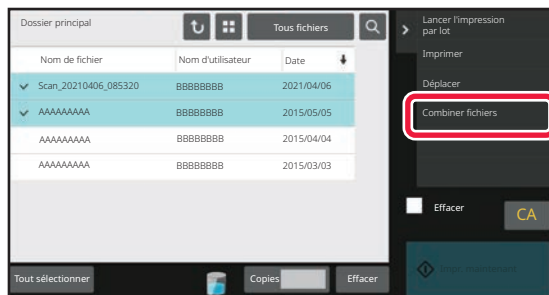 Dossier principal
Tous fichiers
Nom de fichier
Nom d'utilisateur
Date
Scan_20210406_085320
BBBBBBBB
2021/04/06
AAAAAAAAA
BBBBBBBB
2015/05/05
AAAAAAAAA
BBBBBBBB
2015/04/04
AAAAAAAAA
BBBBBBBB
2015/03/03
Tout sélectionner
Copies
Effacer
Lancer l'impression
par lot
Imprimer
Déplacer
Combiner fichiers
Effacer
CA